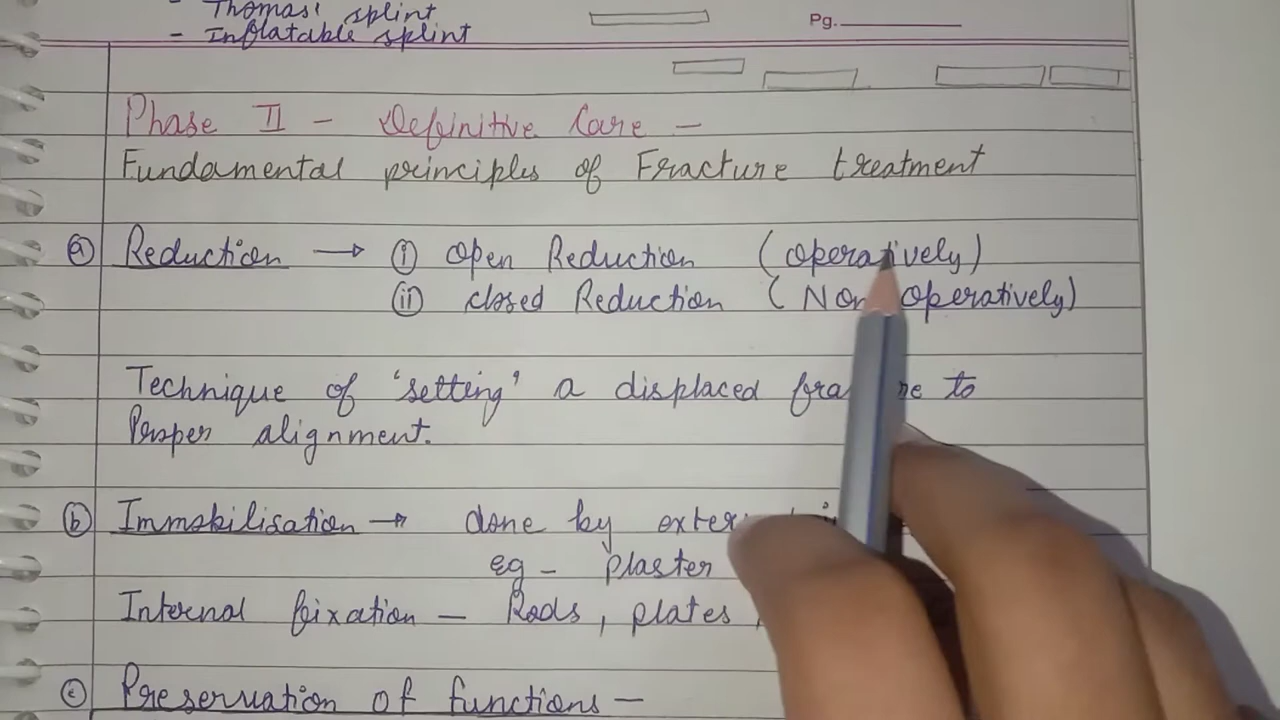 - Thomas' splint
- Inflatable splint
Pg.
Phase II - Definitive Care -
Fundamental principles of Fracture treatment
(a) Reduction → (i) Open Reduction (Operatively)
(ii) closed Reduction (Non operatively)
Technique of 'setting' a displaced to
Proper alignment.
(b) Immobilisation → done by
eg - plaster
Internal fixation - Rods, plates,
(c) Preservation of functions -